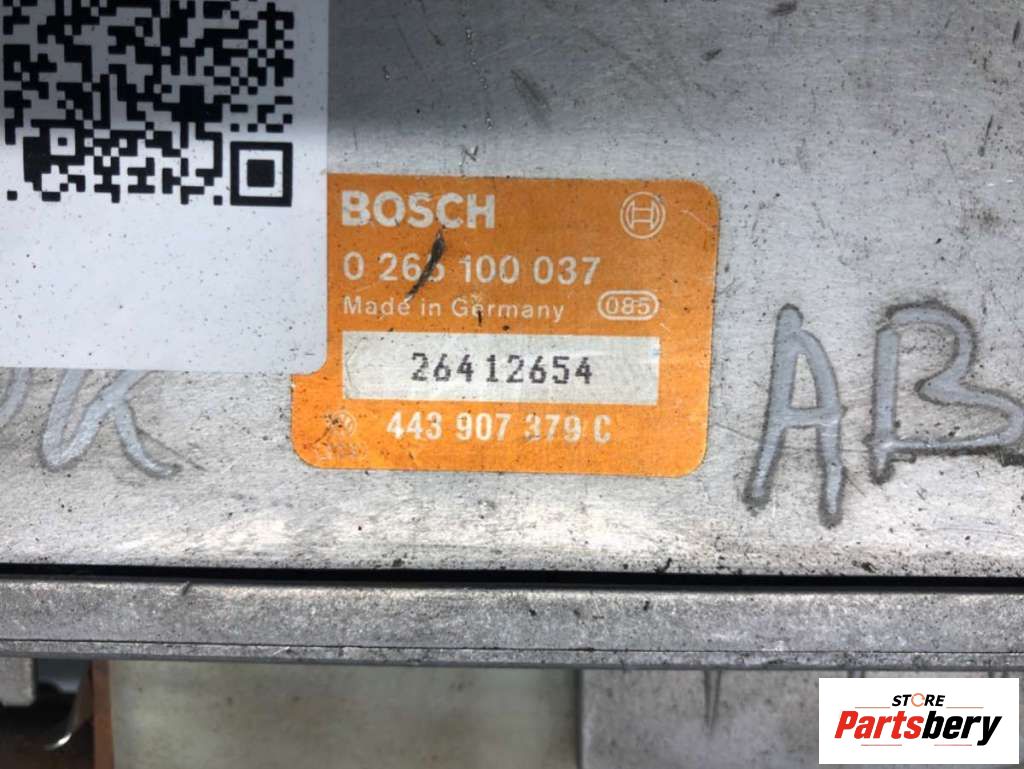 BOSCH
0 265 100 037
Made in Germany 085
26412654
443 907 379 C
AB
STORE
Partsbery